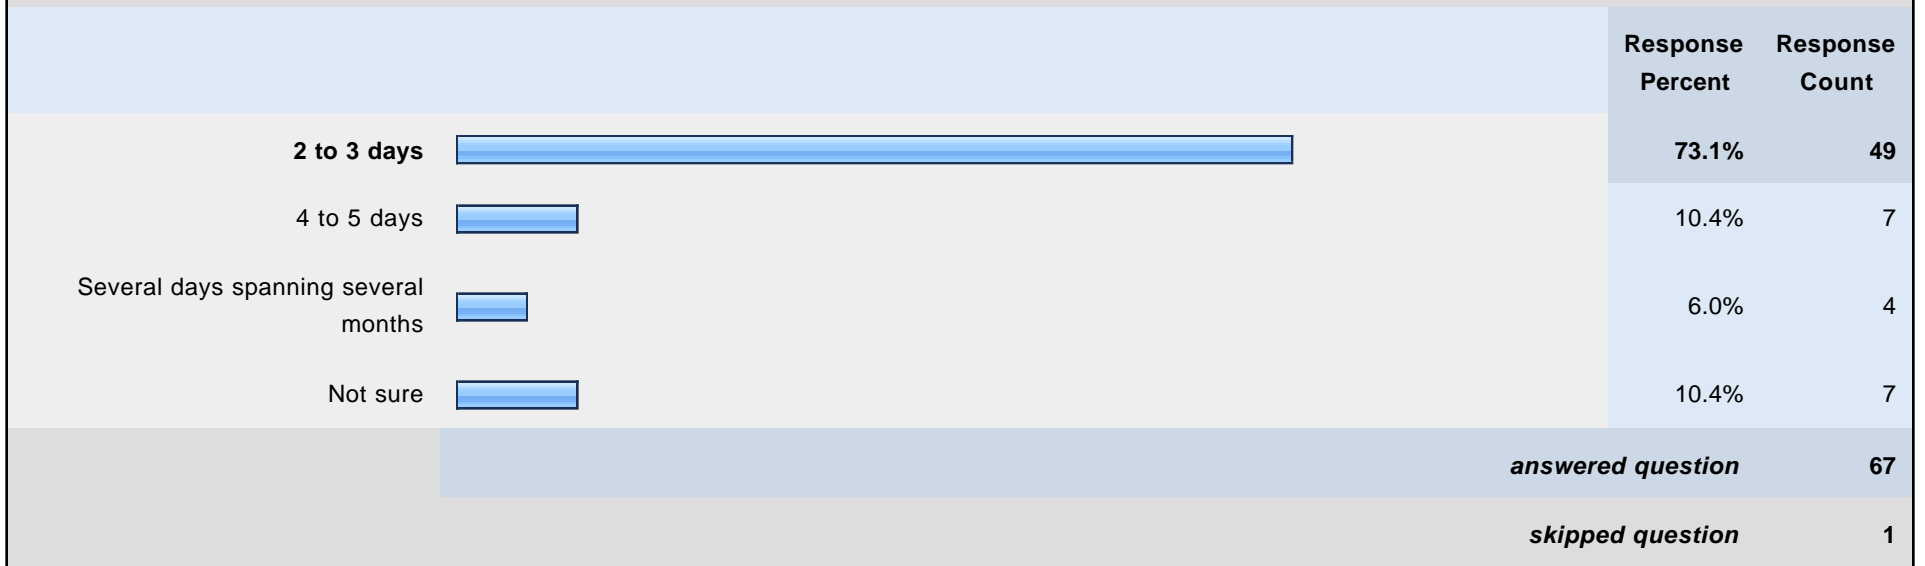 Response Percent
Response Count
2 to 3 days 73.1% 49
4 to 5 days 10.4% 7
Several days spanning several
months 6.0% 4
Not sure 10.4% 7
answered question 67
skipped question 1